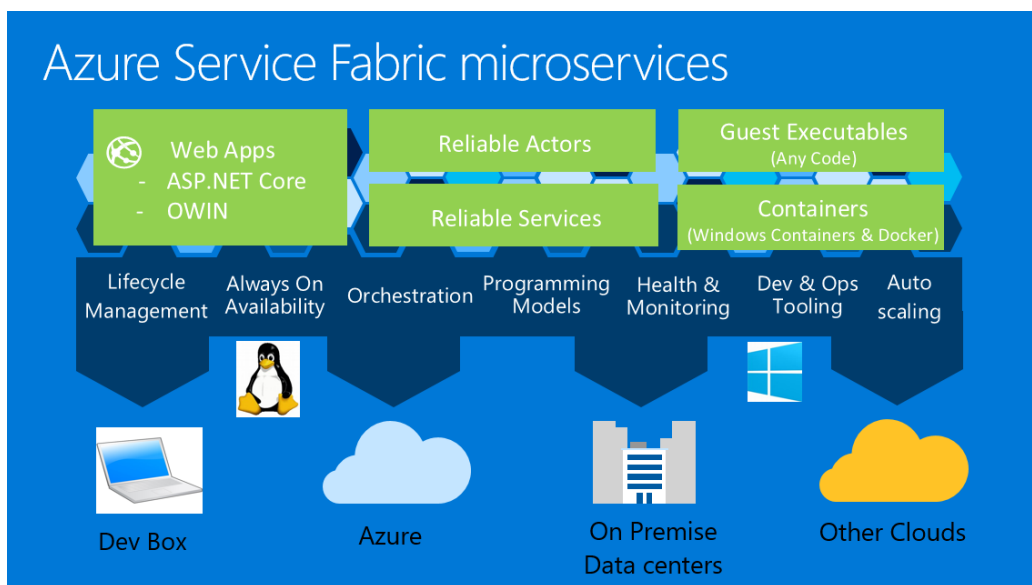 Azure Service Fabric microservices
Web Apps
- ASP.NET Core
- OWIN
Reliable Actors
Reliable Services
Guest Executables
(Any Code)
Containers
(Windows Containers & Docker)
Lifecycle
Management
Always On
Availability
Orchestration
Programming
Models
Health &
Monitoring
Dev & Ops
Tooling
Auto
scaling
Dev Box
Azure
On Premise
Data centers
Other Clouds